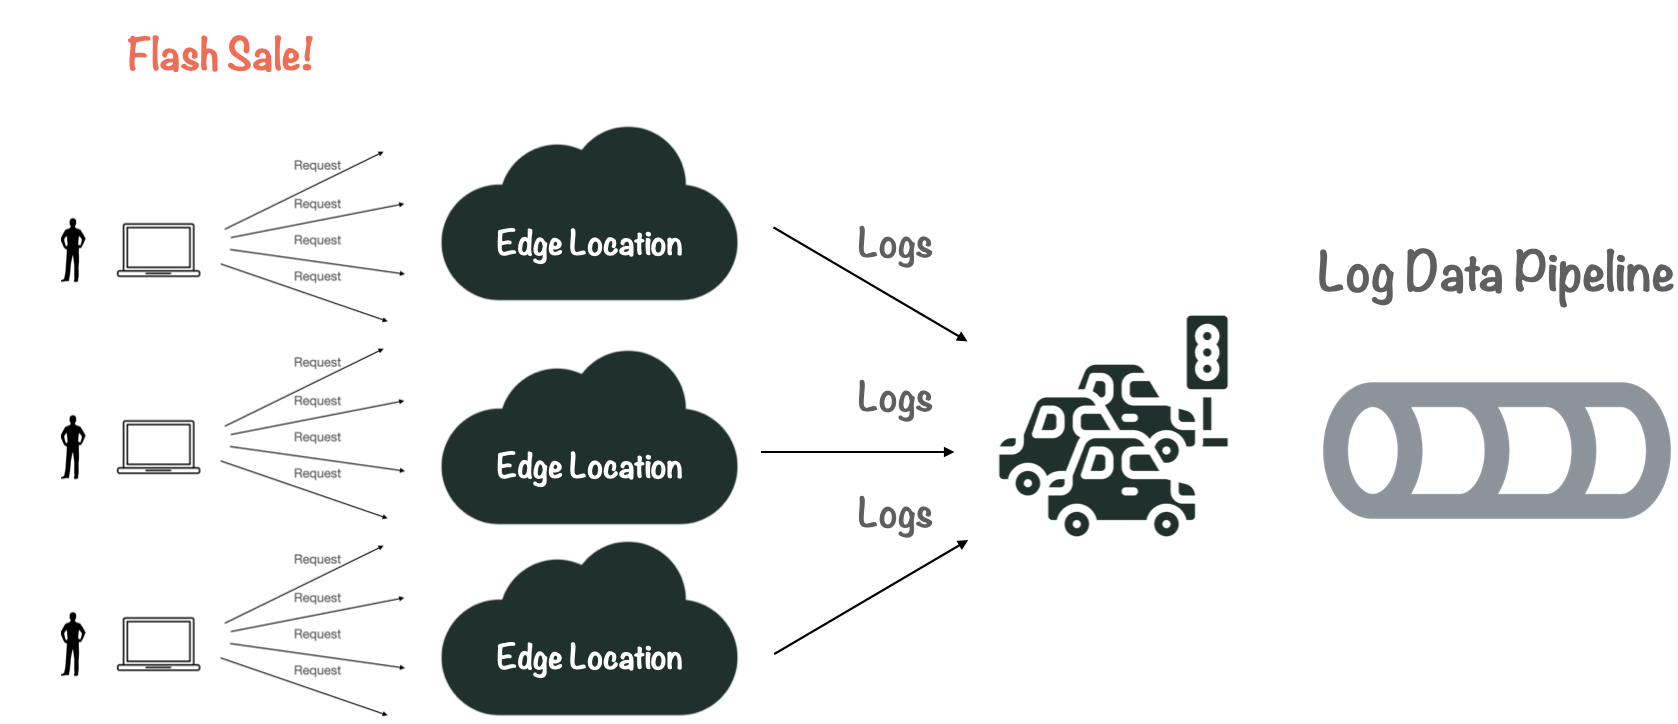 Flash Sale!
Request
Request
Request
Request
Edge Location
Logs
Log Data Pipeline
Request
Request
Request
Request
Edge Location
Logs
Logs
Request
Request
Request
Request
Edge Location